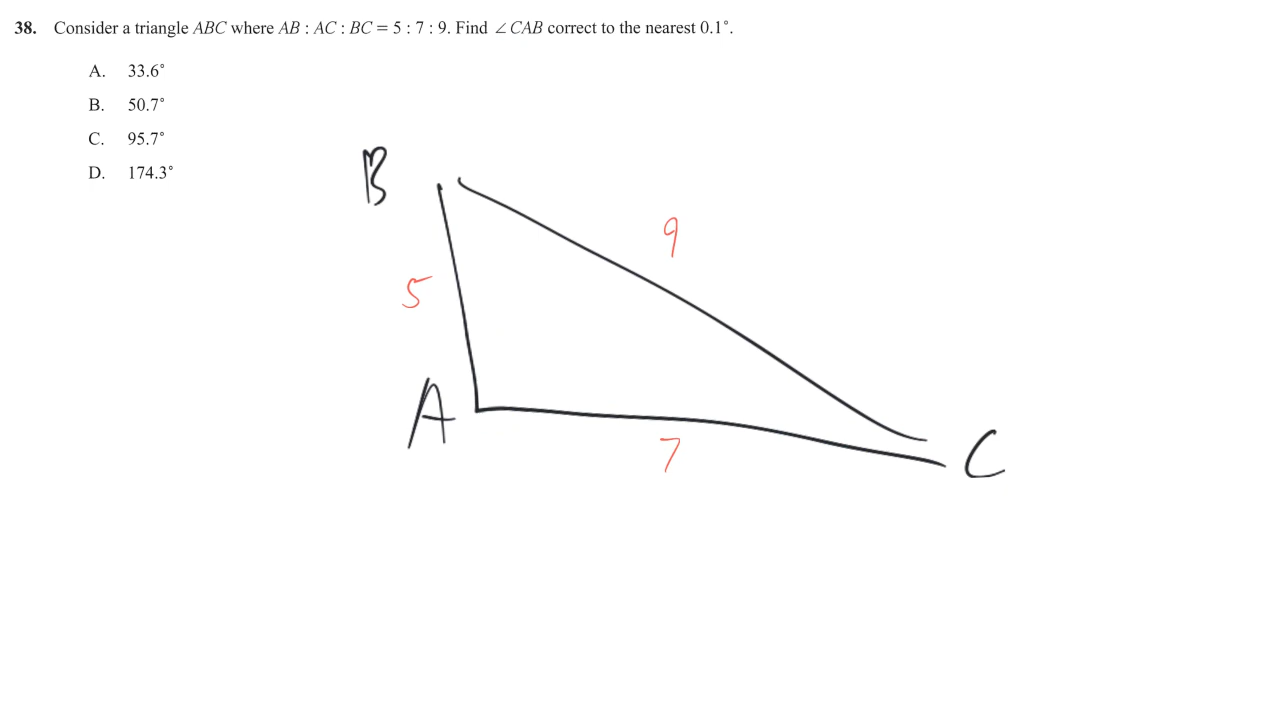 38. Consider a triangle ABC where AB : AC : BC = 5 : 7 : 9. Find ∠CAB correct to the nearest 0.1°.
A. 33.6°
B. 50.7°
C. 95.7°
D. 174.3°
B
9
5
A
7
C